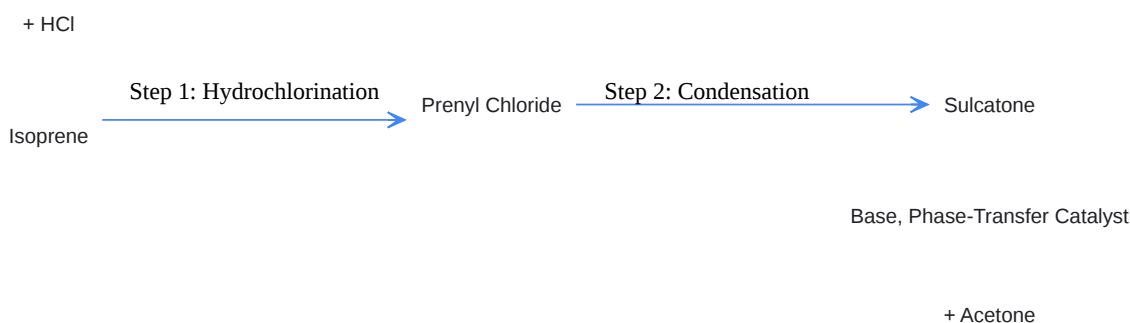 + HCl
Step 1: Hydrochlorination
Step 2: Condensation
Prenyl Chloride
Sulcatone
Isoprene
Base, Phase-Transfer Catalyst
+ Acetone